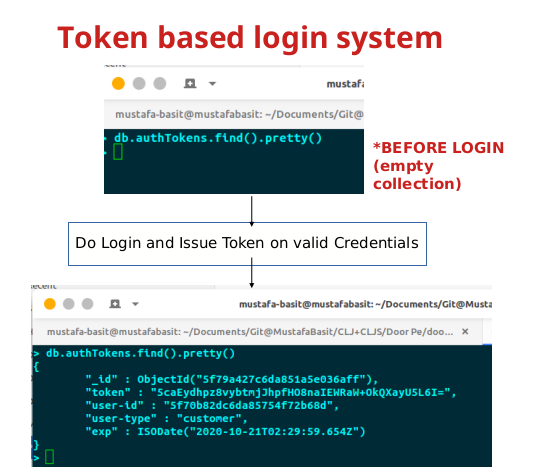 Token based login system
ecent
mustafa
mustafa-basit@mustafabasit: ~/Documents/Git@
> db.authTokens.find().pretty()
>
*BEFORE LOGIN
(empty
collection)
Do Login and Issue Token on valid Credentials
ecent
mustafa-basit@mustafabasit: ~/Documents/Git@Musta
mustafa-basit@mustafabasit: ~/Documents/Git@MustafaBasit/CLJ+CLJS/Door Pe/doo... ×
> db.authTokens.find().pretty()
{
"_id" : ObjectId("5f79a427c6da851a5e036aff"),
"token" : "5caEydhpz8vybtmjJhpfHO8naIEWRaW+OkQXayU5L6I=",
"user-id" : "5f70b82dc6da85754f72b68d",
"user-type" : "customer",
"exp" : ISODate("2020-10-21T02:29:59.654Z")
}
>